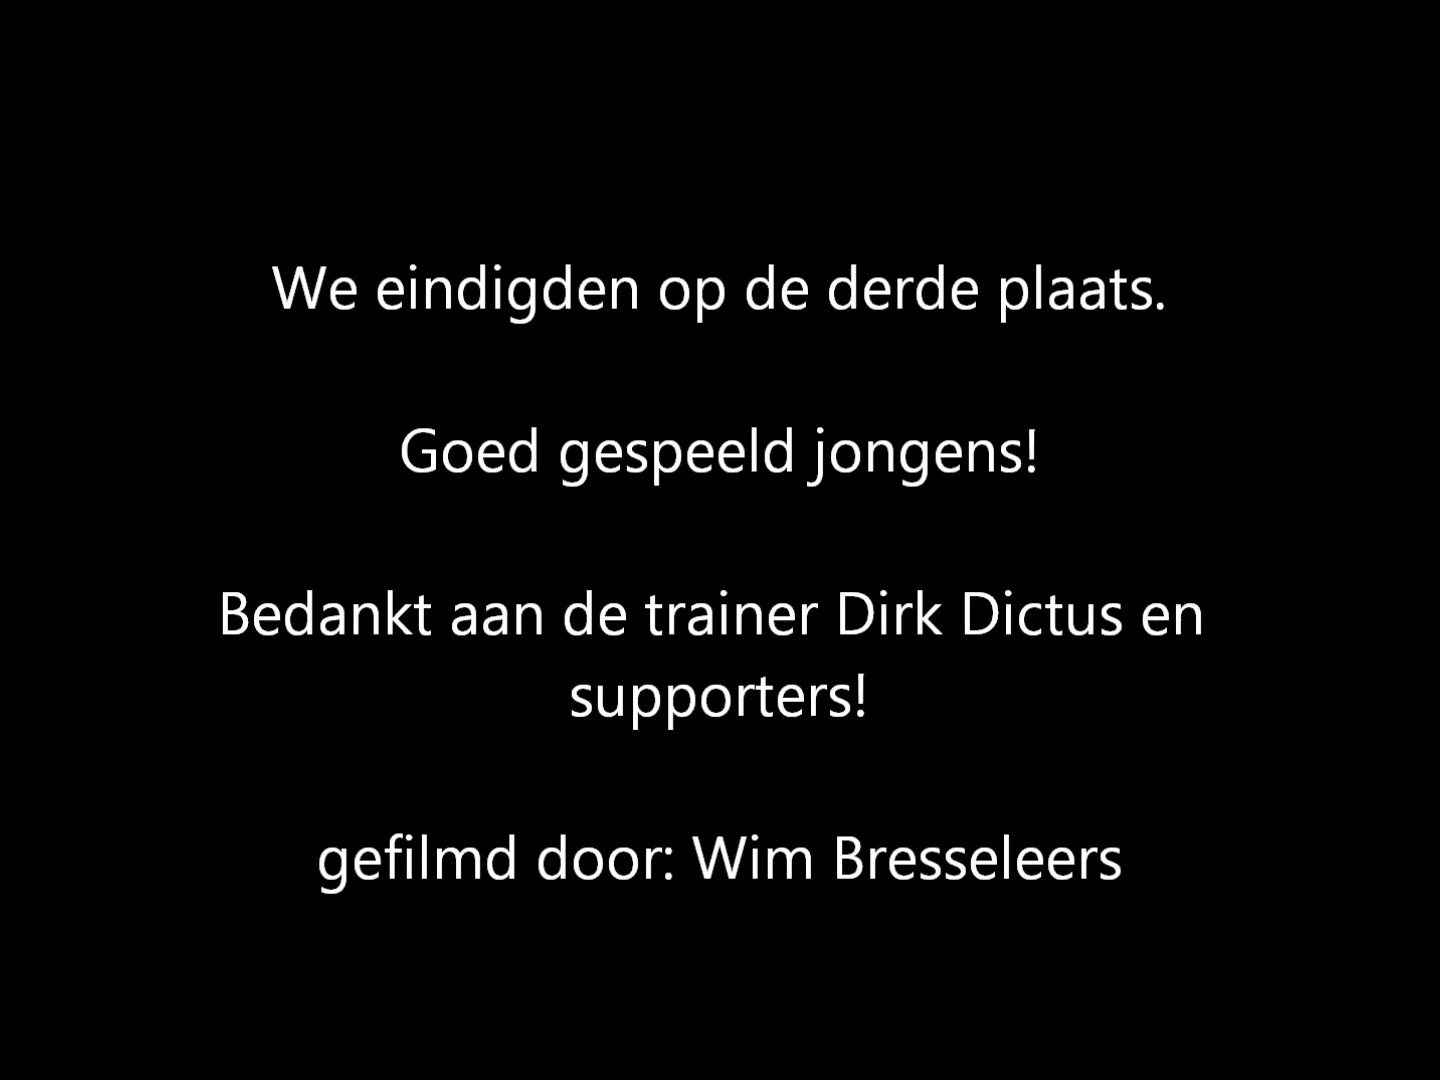 We eindigden op de derde plaats.
Goed gespeeld jongens!
Bedankt aan de trainer Dirk Dictus en
supporters!
gefilmd door: Wim Bresseleers